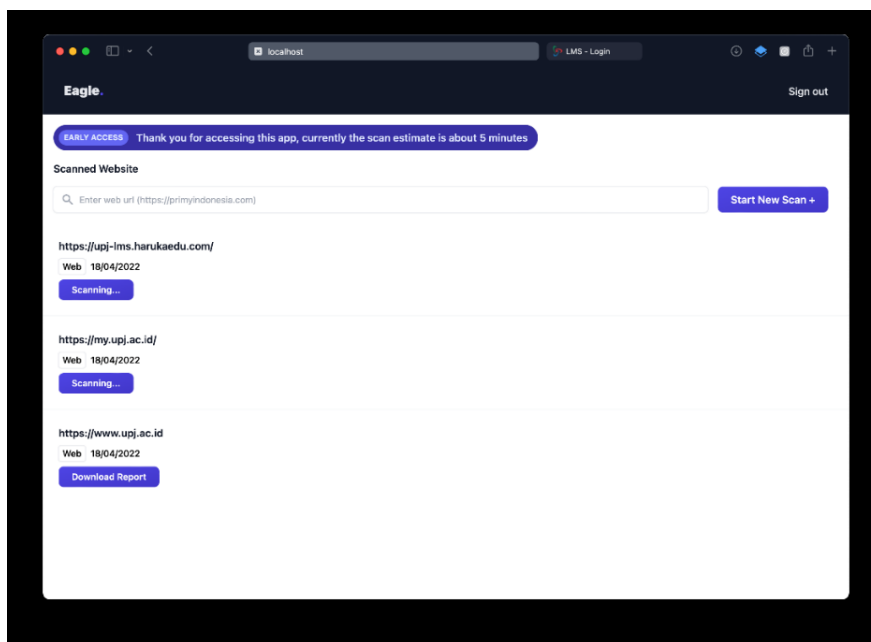 localhost
LMS - Login
Eagle.
Sign out
EARLY ACCESS Thank you for accessing this app, currently the scan estimate is about 5 minutes
Scanned Website
Enter web url (https://primyindonesia.com)
Start New Scan +
https://upj-lms.harukaedu.com/
Web 18/04/2022
Scanning...
https://my.upj.ac.id/
Web 18/04/2022
Scanning...
https://www.upj.ac.id
Web 18/04/2022
Download Report